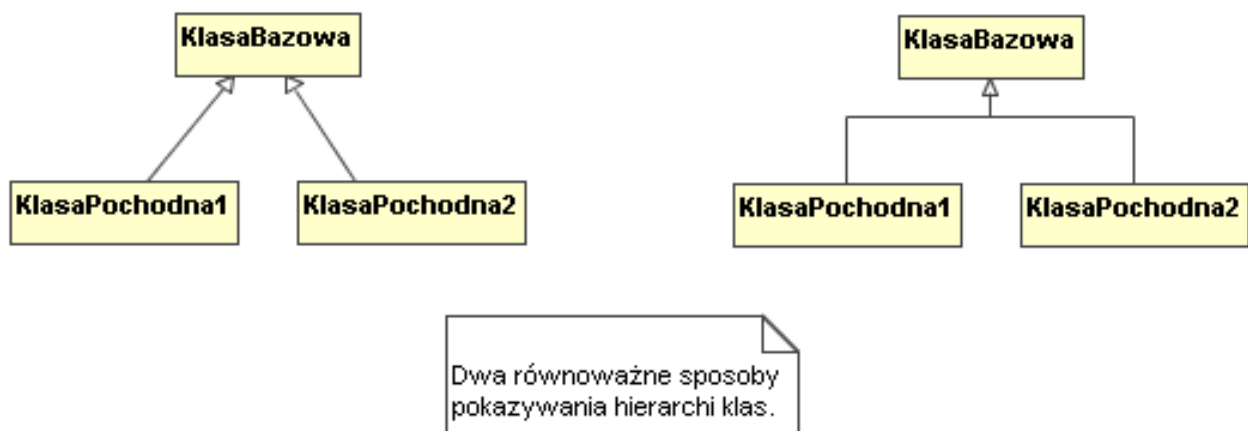 KlasaBazowa
KlasaPochodna1
KlasaPochodna2
KlasaBazowa
KlasaPochodna1
KlasaPochodna2
Dwa równoważne sposoby
pokazywania hierarchi klas.